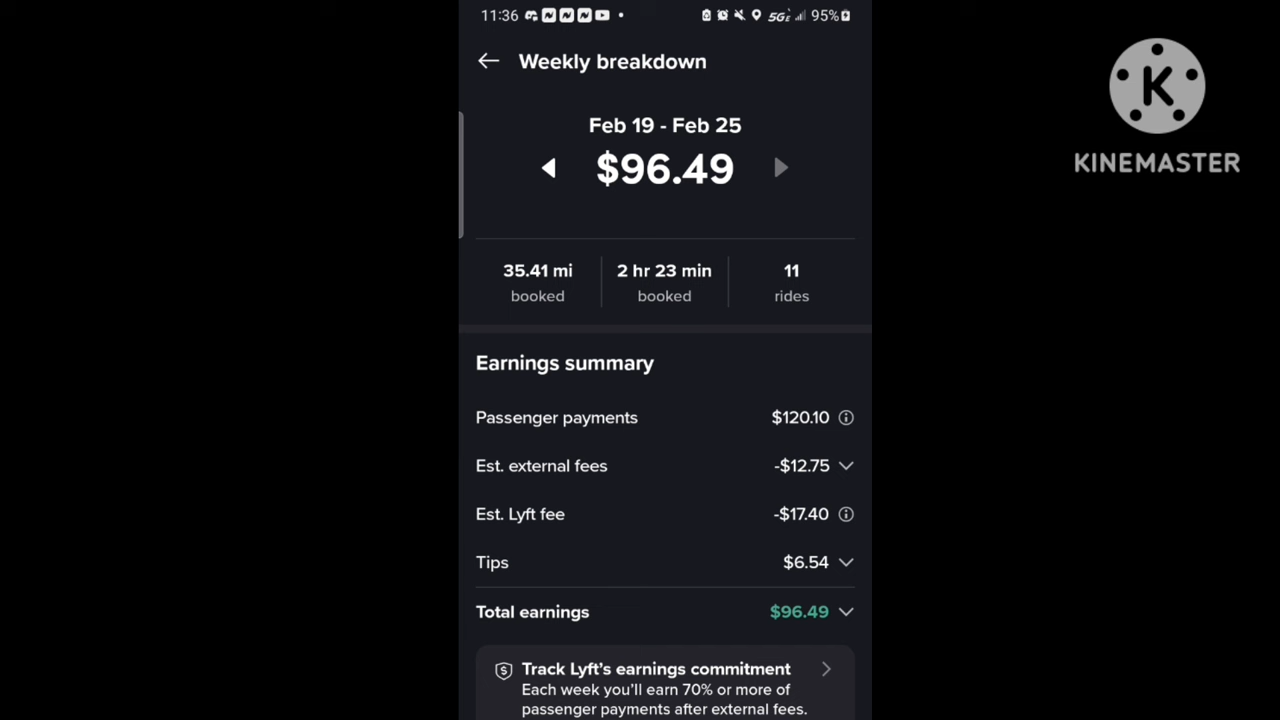 11:36
5GE 95%
Weekly breakdown
Feb 19 - Feb 25
$96.49
35.41 mi 2 hr 23 min 11
booked booked rides
Earnings summary
Passenger payments $120.10
Est. external fees -$12.75
Est. Lyft fee -$17.40
Tips $6.54
Total earnings $96.49
Track Lyft's earnings commitment
Each week you'll earn 70% or more of
passenger payments after external fees.
K
KINEMASTER